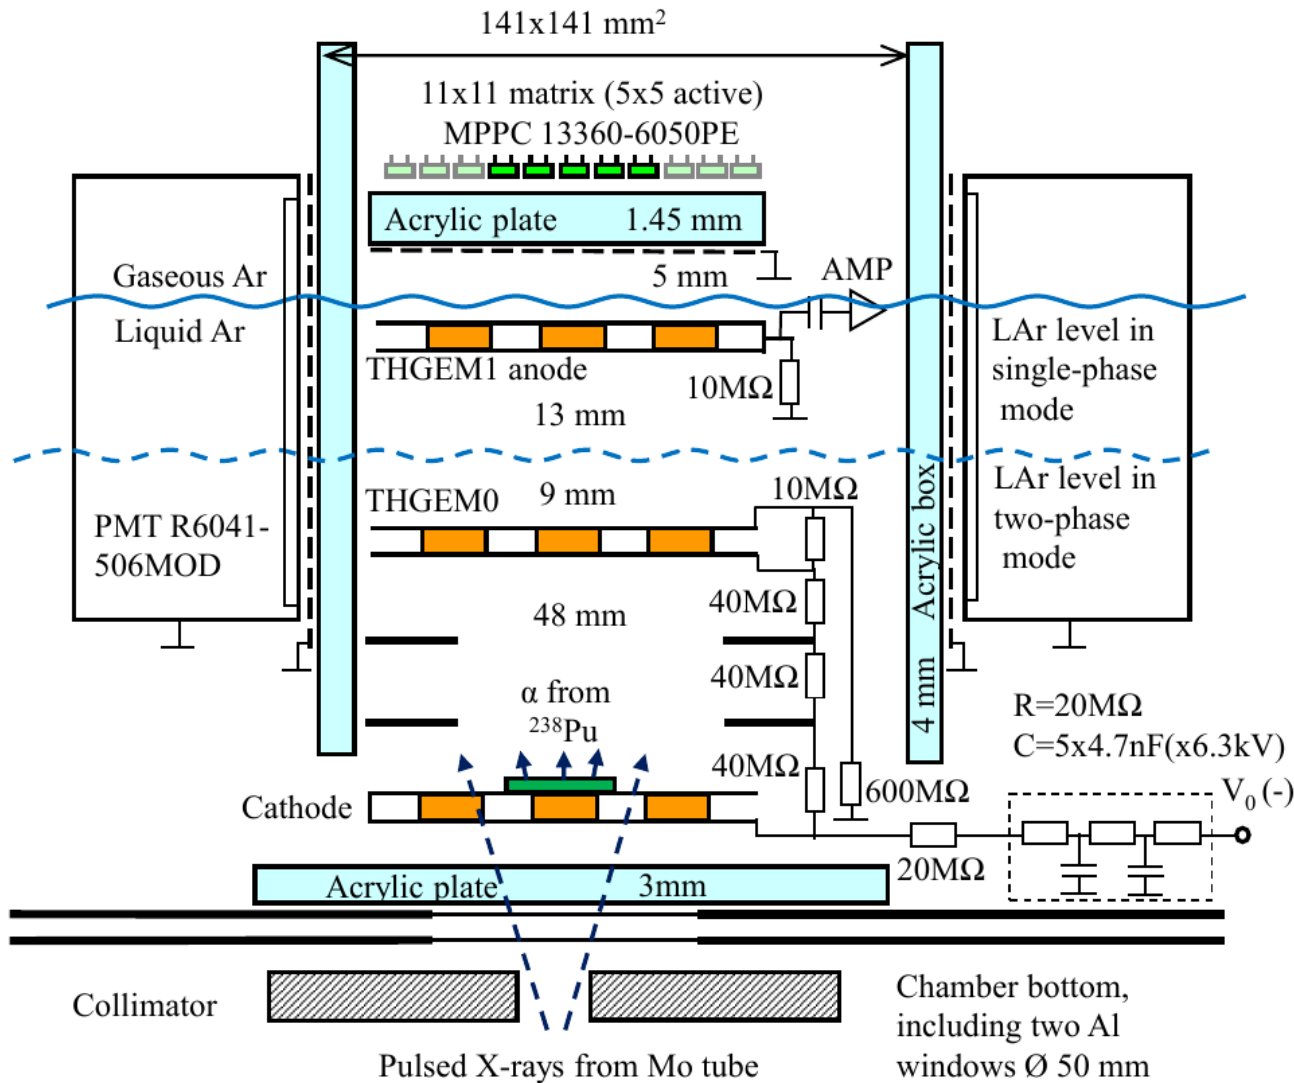 141x141 mm²
11x11 matrix (5x5 active)
MPPC 13360-6050PE
Acrylic plate 1.45 mm
Gaseous Ar
5 mm
AMP
Liquid Ar
THGEM1 anode
10MΩ
13 mm
LAr level in
single-phase
mode
THGEM0
9 mm
10MΩ
PMT R6041-
506MOD
LAr level in
two-phase
mode
48 mm
40MΩ
40MΩ
40MΩ
4 mm Acrylic box
α from
²³⁸Pu
R=20MΩ
C=5x4.7nF(x6.3kV)
Cathode
600MΩ
V₀ (-)
20MΩ
Acrylic plate 3mm
Collimator
Chamber bottom,
including two Al
windows Ø 50 mm
Pulsed X-rays from Mo tube